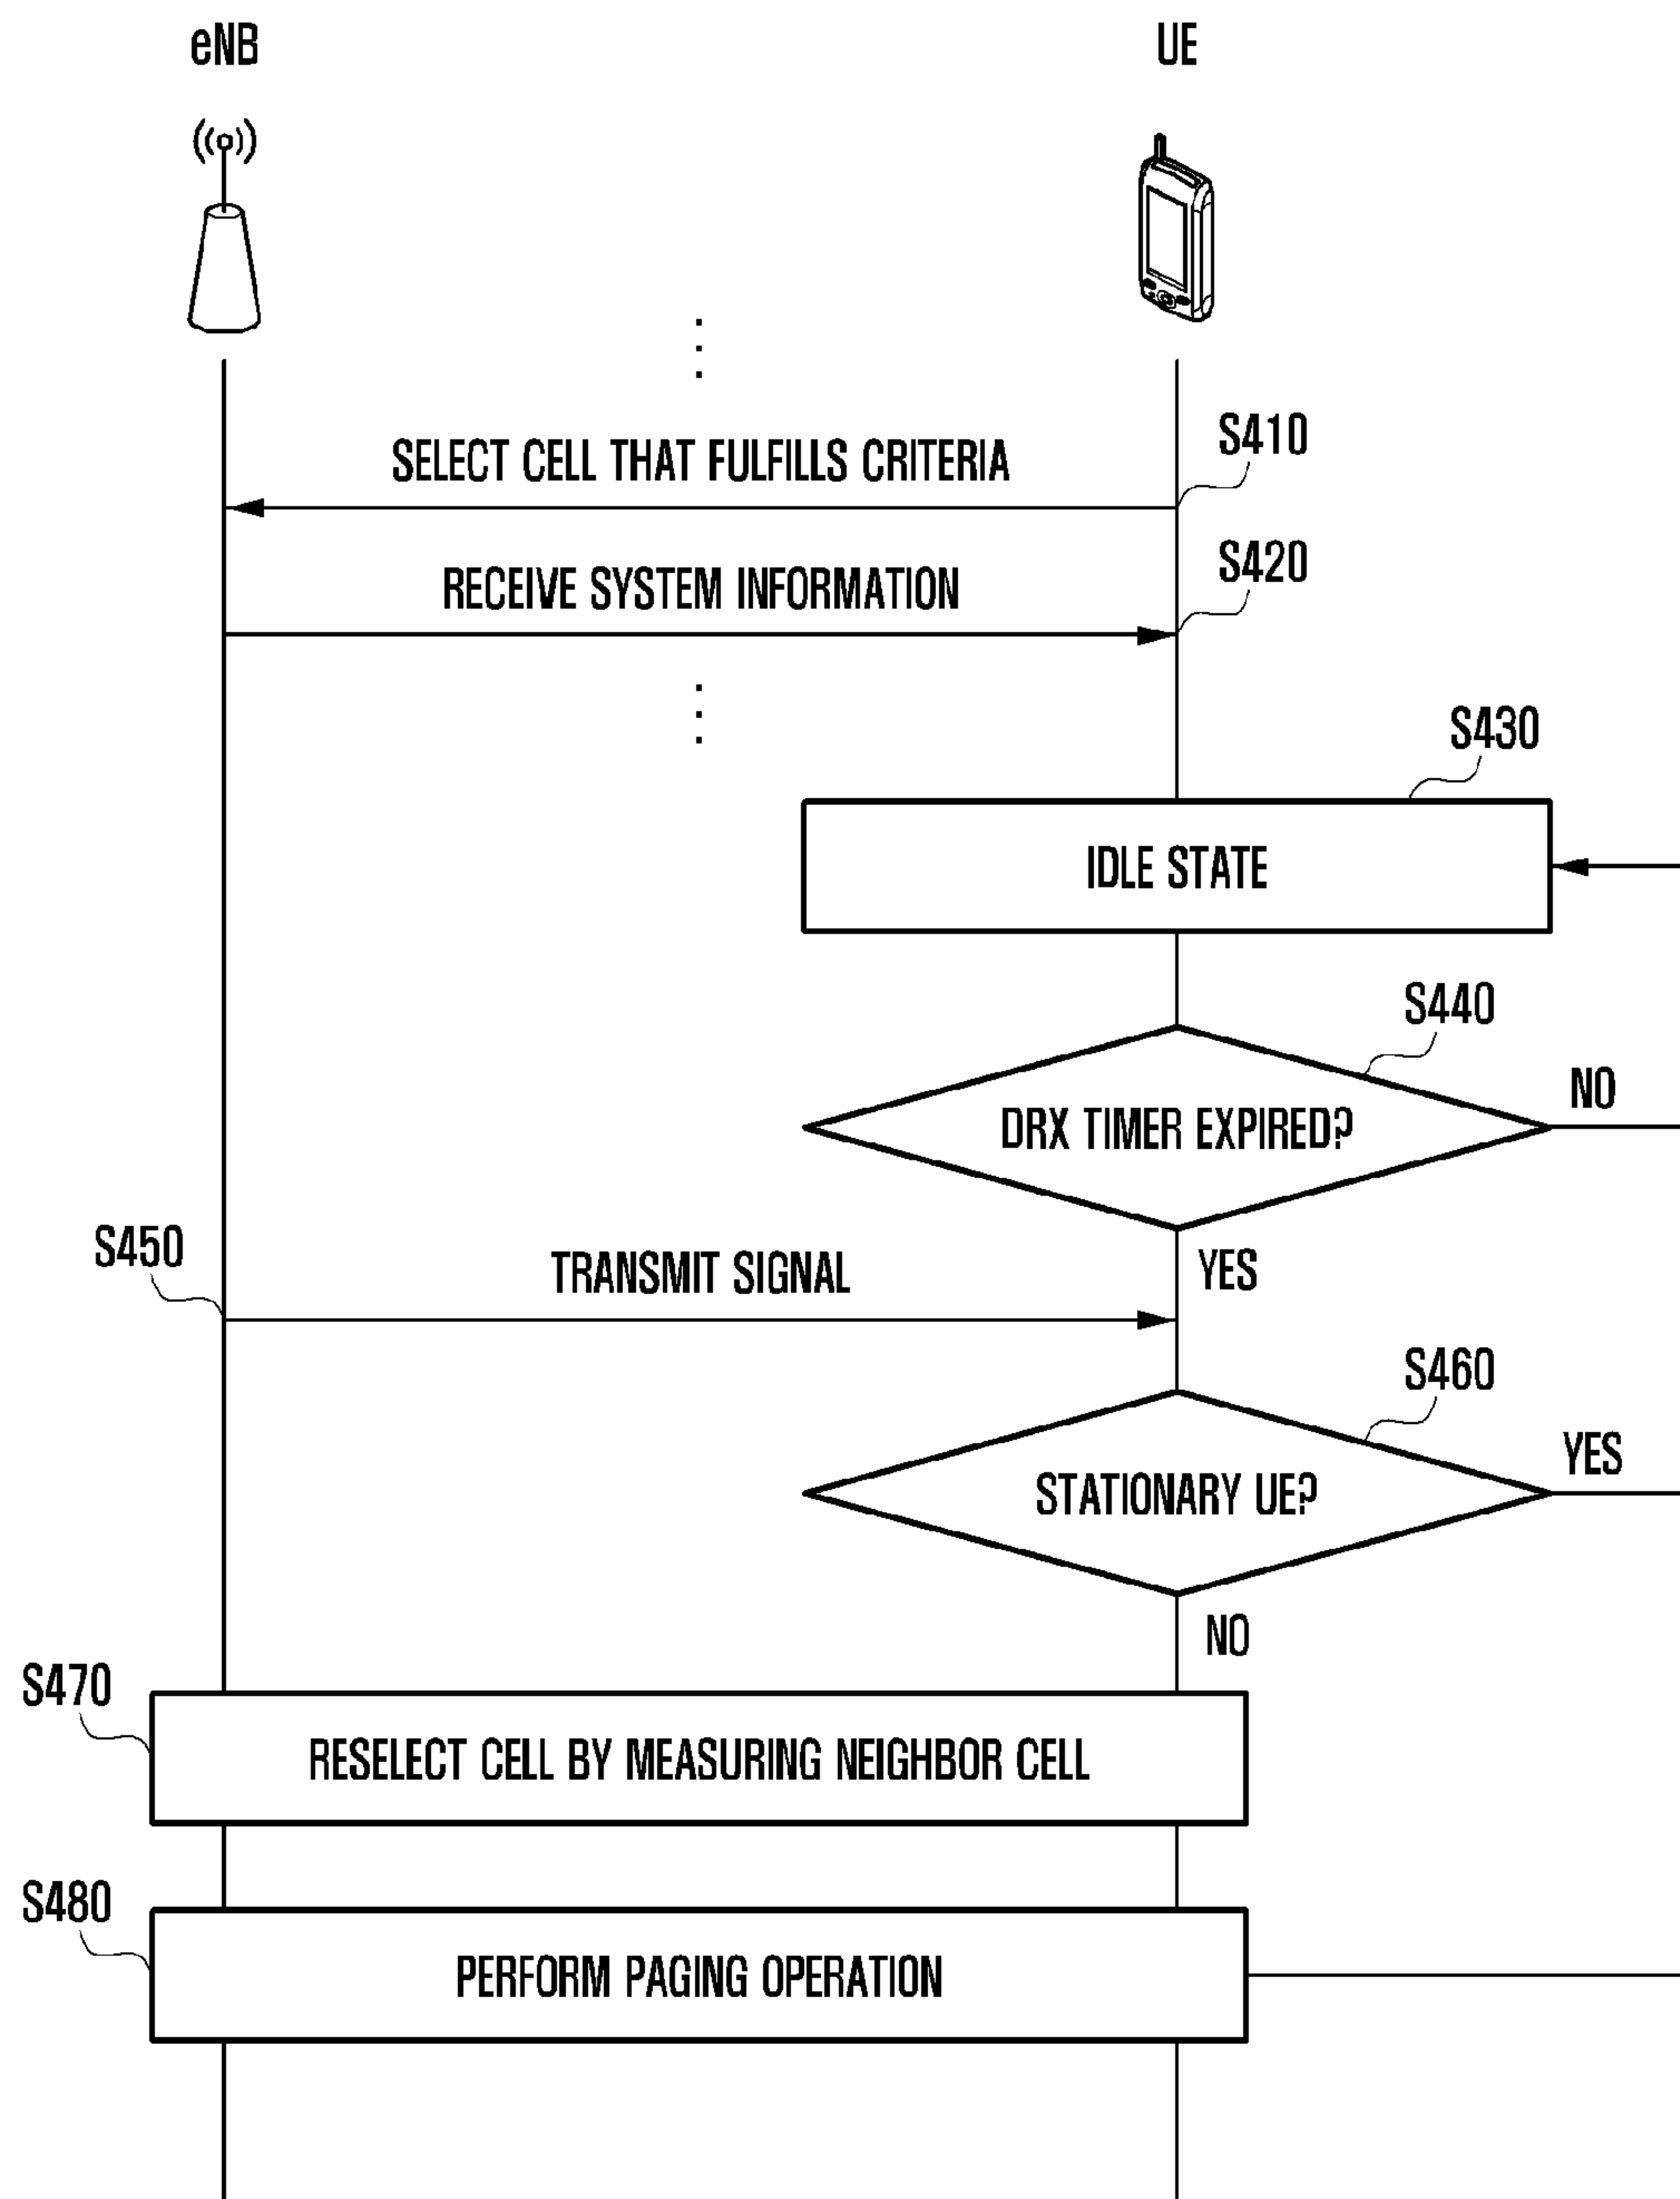 eNB
UE
SELECT CELL THAT FULFILLS CRITERIA
S410
RECEIVE SYSTEM INFORMATION
S420
S430
IDLE STATE
S440
DRX TIMER EXPIRED?
NO
YES
S450
TRANSMIT SIGNAL
S460
STATIONARY UE?
YES
NO
S470
RESELECT CELL BY MEASURING NEIGHBOR CELL
S480
PERFORM PAGING OPERATION